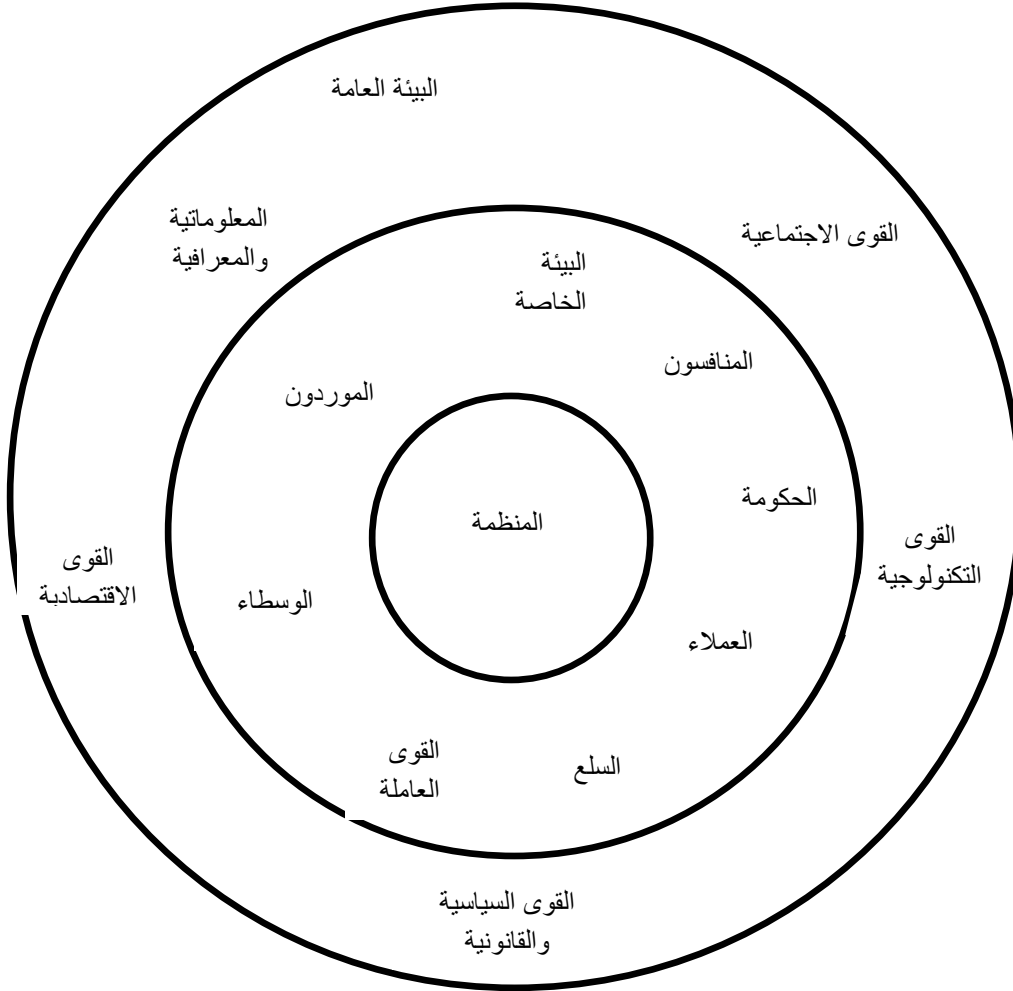 البيئة العامة
القوى الاجتماعية
المعلوماتية
والمعرافية
البيئة
الخاصة
المنافسون
الموردون
الحكومة
المنظمة
القوى
التكنولوجية
القوى
الاقتصادية
الوسطاء
العملاء
القوى
العاملة
السلع
القوى السياسية
والقانونية